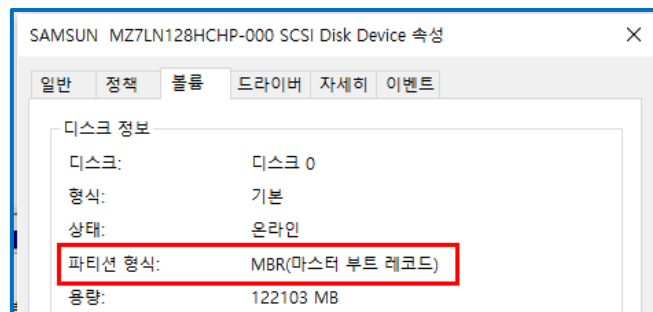 SAMSUN MZ7LN128HCHP-000 SCSI Disk Device 속성
일반 정책 볼륨 드라이버 자세히 이벤트
디스크 정보
디스크: 디스크 0
형식: 기본
상태: 온라인
파티션 형식: MBR(마스터 부트 레코드)
용량: 122103 MB